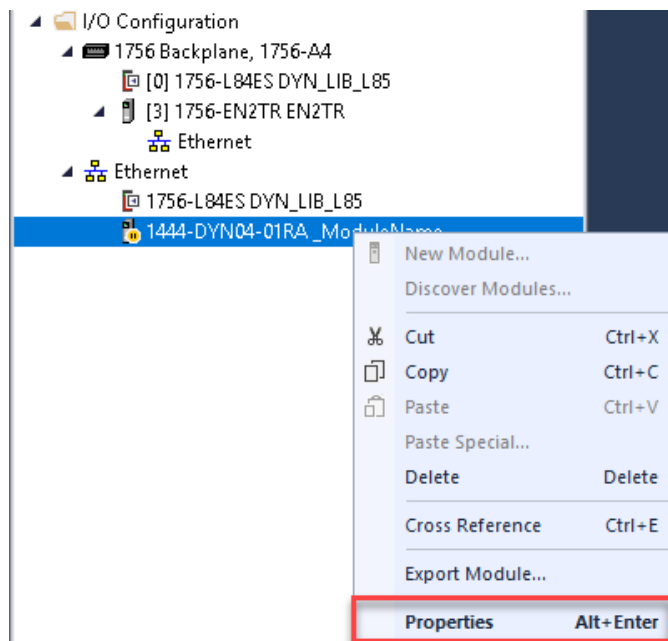 I/O Configuration
1756 Backplane, 1756-A4
[0] 1756-L84ES DYN_LIB_L85
[3] 1756-EN2TR EN2TR
Ethernet
Ethernet
1756-L84ES DYN_LIB_L85
1444-DYN04-01RA _ModuleName
New Module...
Discover Modules...
Cut Ctrl+X
Copy Ctrl+C
Paste Ctrl+V
Paste Special...
Delete Delete
Cross Reference Ctrl+E
Export Module...
Properties Alt+Enter